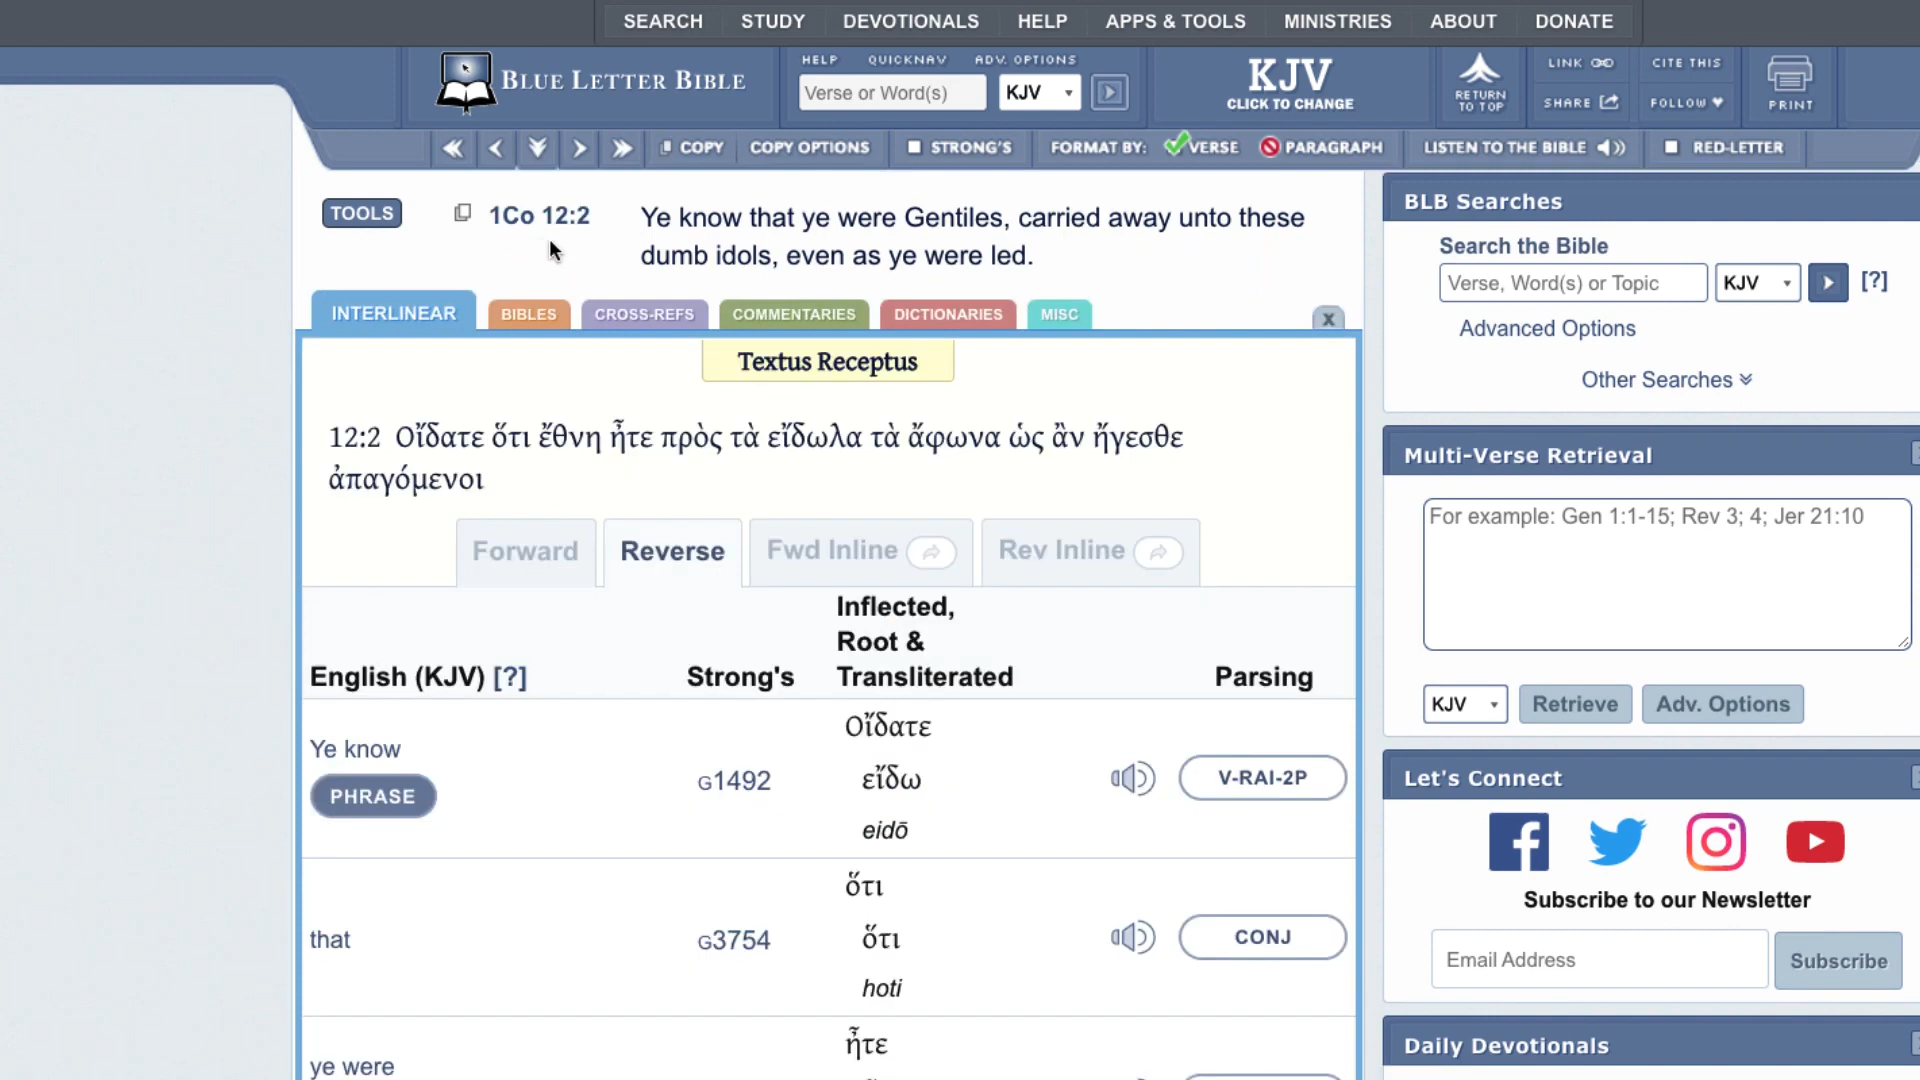 SEARCH STUDY DEVOTIONALS HELP APPS & TOOLS MINISTRIES ABOUT DONATE
BLUE LETTER BIBLE
HELP QUICKNAV ADV. OPTIONS
Verse or Word(s) KJV
KJV
CLICK TO CHANGE
RETURN
TO TOP
LINK
SHARE
CITE THIS
FOLLOW
PRINT
COPY COPY OPTIONS STRONG'S FORMAT BY: VERSE PARAGRAPH LISTEN TO THE BIBLE RED-LETTER
TOOLS 1Co 12:2 Ye know that ye were Gentiles, carried away unto these
dumb idols, even as ye were led.
INTERLINEAR BIBLES CROSS-REFS COMMENTARIES DICTIONARIES MISC X
Textus Receptus
12:2 Οἴδατε ὅτι ἔθνη ἦτε πρὸς τὰ εἴδωλα τὰ ἄφωνα ὡς ἂν ἤγεσθε
ἀπαγόμενοι
Forward Reverse Fwd Inline Rev Inline
English (KJV) [?] Strong's Inflected,
Root &
Transliterated Parsing
Ye know
PHRASE
G1492
Οἴδατε
εἴδω
eidō
V-RAI-2P
that
G3754
ὅτι
ὅτι
hoti
CONJ
ye were
ἦτε
BLB Searches
Search the Bible
Verse, Word(s) or Topic KJV [?]
Advanced Options
Other Searches
Multi-Verse Retrieval
For example: Gen 1:1-15; Rev 3; 4; Jer 21:10
KJV Retrieve Adv. Options
Let's Connect
Subscribe to our Newsletter
Email Address Subscribe
Daily Devotionals